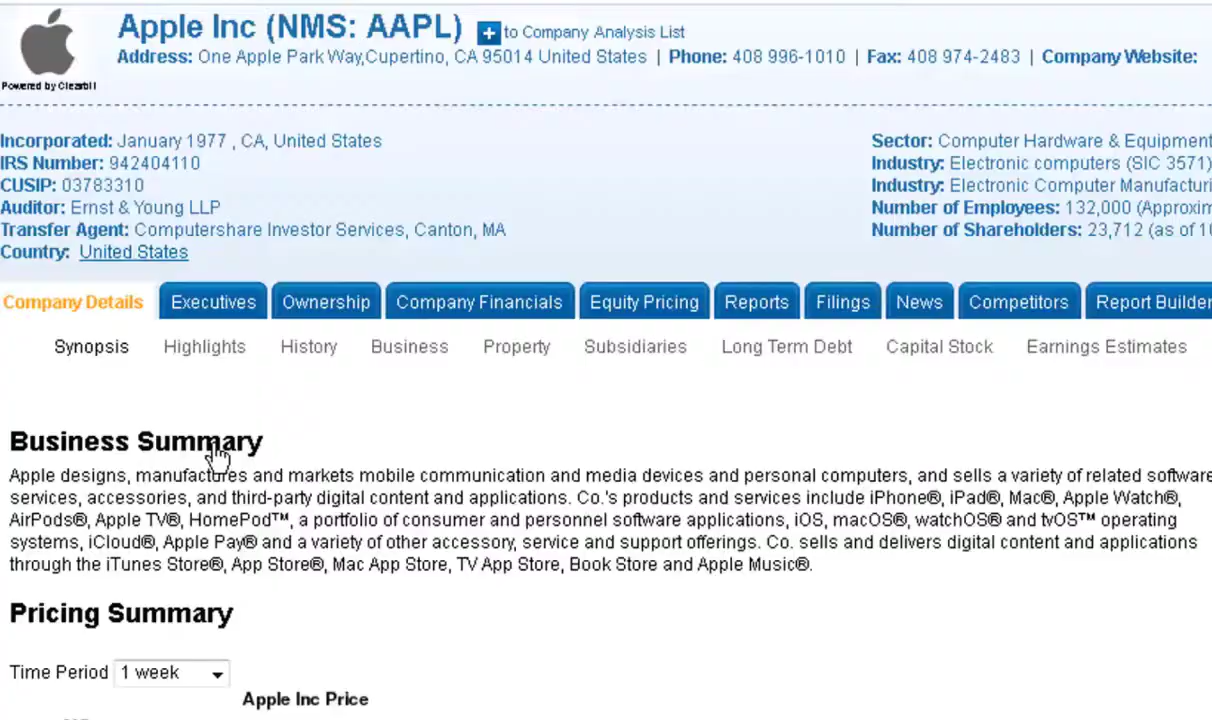 Apple Inc (NMS: AAPL) + to Company Analysis List
Address: One Apple Park Way,Cupertino, CA 95014 United States | Phone: 408 996-1010 | Fax: 408 974-2483 | Company Website:
Powered by Clearbit
Incorporated: January 1977 , CA, United States
IRS Number: 942404110
CUSIP: 03783310
Auditor: Ernst & Young LLP
Transfer Agent: Computershare Investor Services, Canton, MA
Country: United States
Sector: Computer Hardware & Equipment
Industry: Electronic computers (SIC 3571)
Industry: Electronic Computer Manufacturi
Number of Employees: 132,000 (Approxim
Number of Shareholders: 23,712 (as of 10
Company Details Executives Ownership Company Financials Equity Pricing Reports Filings News Competitors Report Builder
Synopsis Highlights History Business Property Subsidiaries Long Term Debt Capital Stock Earnings Estimates
Business Summary
Apple designs, manufactures and markets mobile communication and media devices and personal computers, and sells a variety of related software
services, accessories, and third-party digital content and applications. Co.'s products and services include iPhone®, iPad®, Mac®, Apple Watch®,
AirPods®, Apple TV®, HomePod™, a portfolio of consumer and personnel software applications, iOS, macOS®, watchOS® and tvOS™ operating
systems, iCloud®, Apple Pay® and a variety of other accessory, service and support offerings. Co. sells and delivers digital content and applications
through the iTunes Store®, App Store®, Mac App Store, TV App Store, Book Store and Apple Music®.
Pricing Summary
Time Period 1 week
Apple Inc Price